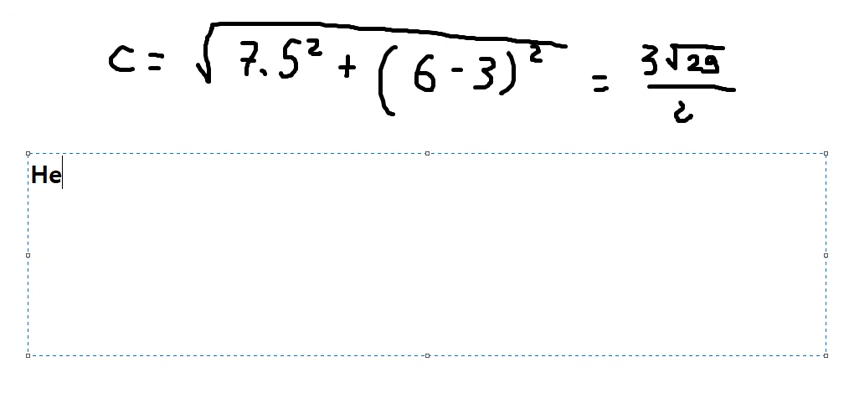 c = √7.5² + (6 - 3)² = 3√29/2
He